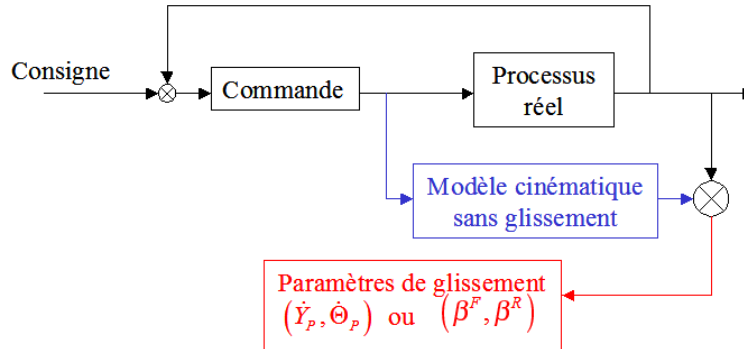 Consigne
Commande
Processus
réel
Modèle cinématique
sans glissement
Paramètres de glissement
(Ẏ_P, Θ̇_P) ou (β^F, β^R)